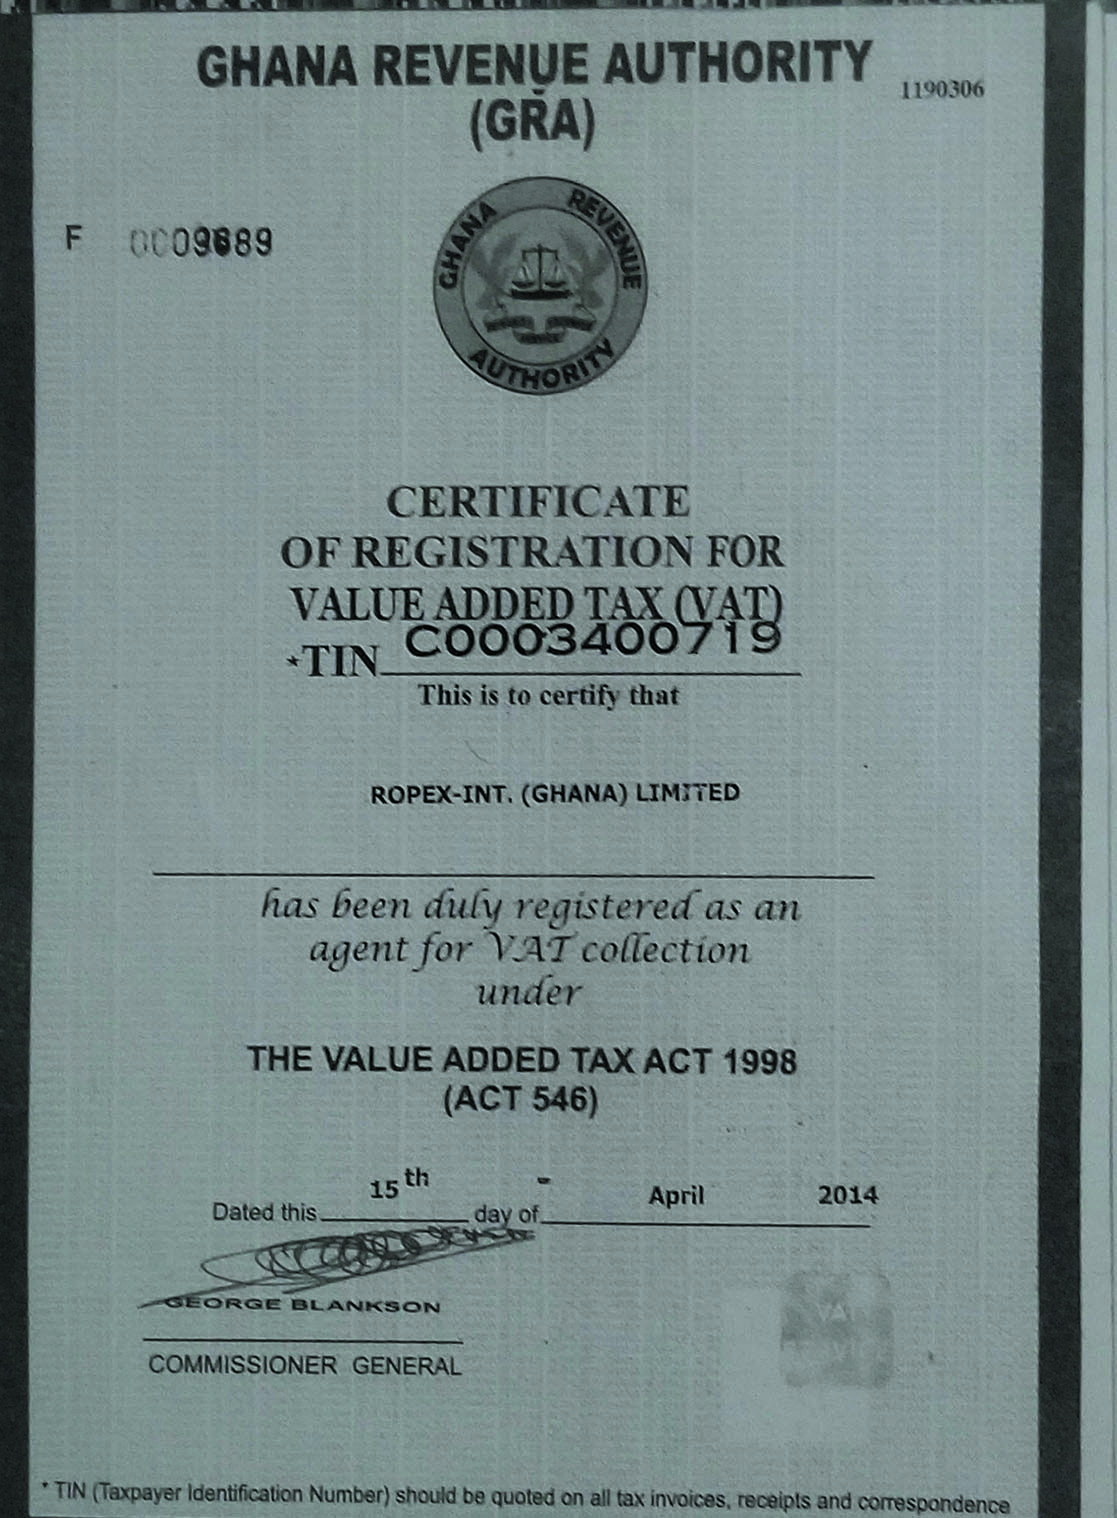 GHANA REVENUE AUTHORITY
(GRA)
1190306
F 0009689
GHANA REVENUE AUTHORITY
CERTIFICATE
OF REGISTRATION FOR
VALUE ADDED TAX (VAT)
*TIN C0003400719
This is to certify that
ROPEX-INT. (GHANA) LIMITED
has been duly registered as an
agent for VAT collection
under
THE VALUE ADDED TAX ACT 1998
(ACT 546)
Dated this 15th day of - April 2014
GEORGE BLANKSON
COMMISSIONER GENERAL
* TIN (Taxpayer Identification Number) should be quoted on all tax invoices, receipts and correspondence